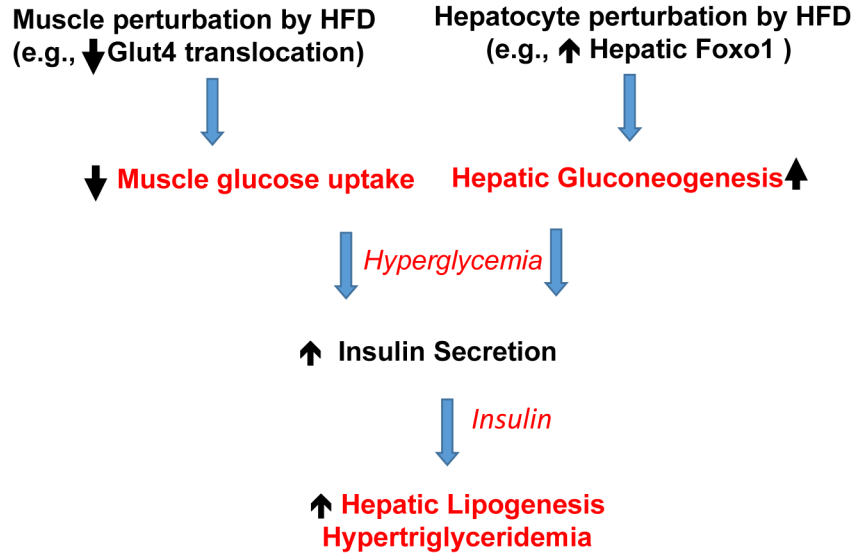 Muscle perturbation by HFD
(e.g., Glut4 translocation)
Hepatocyte perturbation by HFD
(e.g., Hepatic Foxo1 )
Muscle glucose uptake
Hepatic Gluconeogenesis
Hyperglycemia
Insulin Secretion
Insulin
Hepatic Lipogenesis
Hypertriglyceridemia